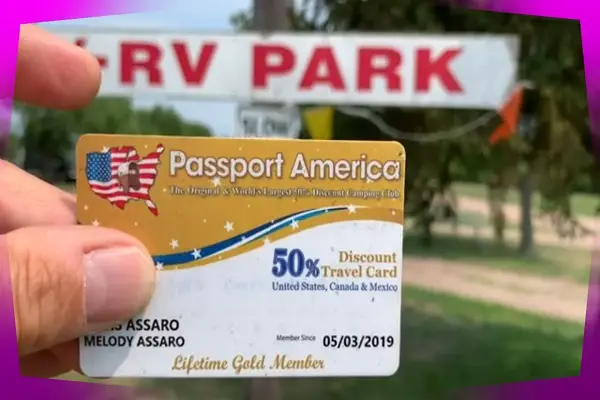 RV PARK
SLOW
Passport America
The Original & World's Largest 50% Discount Camping Club
50% Discount
Travel Card
United States, Canada & Mexico
ASSARO
MELODY ASSARO
Member Since 05/03/2019
Lifetime Gold Member